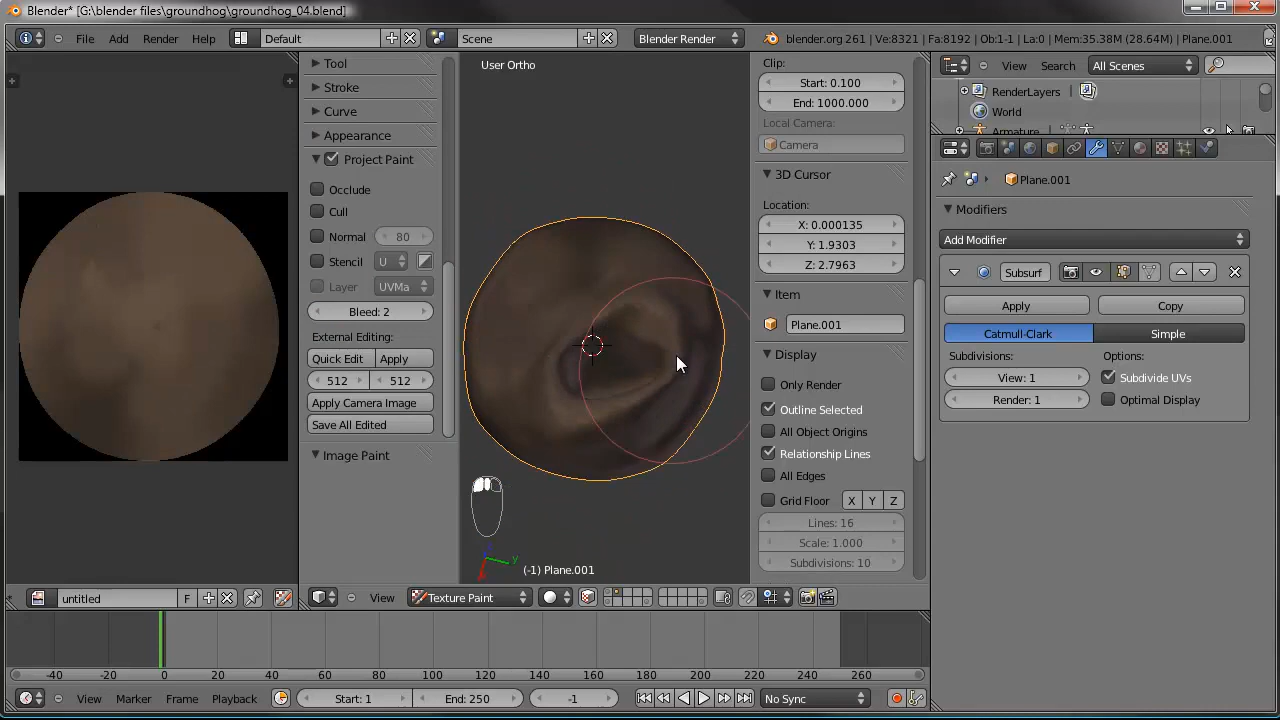 Blender* [G:\blender files\groundhog\groundhog_04.blend]
File Add Render Help Default Scene Blender Render blender.org 261 | Ve:8321 | Fa:8192 | Ob:1-1 | La:0 | Mem:35.38M (28.64M) | Plane.001
Tool
Stroke
Curve
Appearance
Project Paint
Occlude
Cull
Normal 80
Stencil U
Layer UVMa
Bleed: 2
External Editing:
Quick Edit Apply
512 512
Apply Camera Image
Save All Edited
Image Paint
User Ortho
y
(-1) Plane.001
Clip:
Start: 0.100
End: 1000.000
Local Camera:
Camera
3D Cursor
Location:
X: 0.000135
Y: 1.9303
Z: 2.7963
Item
Plane.001
Display
Only Render
Outline Selected
All Object Origins
Relationship Lines
All Edges
Grid Floor X Y Z
Lines: 16
Scale: 1.000
Subdivisions: 10
View Search All Scenes
RenderLayers |
World
Armature
Plane.001
Modifiers
Add Modifier
Subsurf
Apply Copy
Catmull-Clark Simple
Subdivisions: Options:
View: 1 Subdivide UVs
Render: 1 Optimal Display
untitled F
View Texture Paint
-40 -20 0 20 40 60 80 100 120 140 160 180 200 220 240 260
View Marker Frame Playback Start: 1 End: 250 -1 No Sync